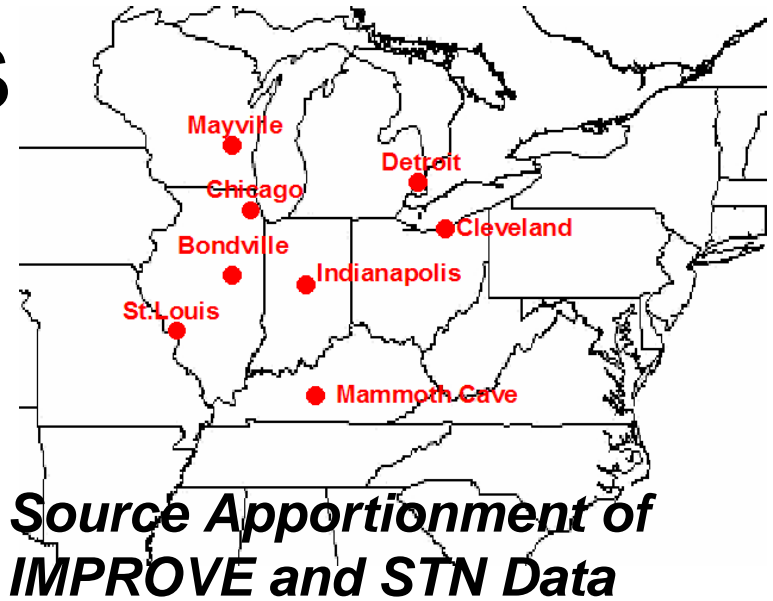 S
Mayville
Detroit
Chicago
Cleveland
Bondville
Indianapolis
St.Louis
Mammoth Cave
Source Apportionment of
IMPROVE and STN Data